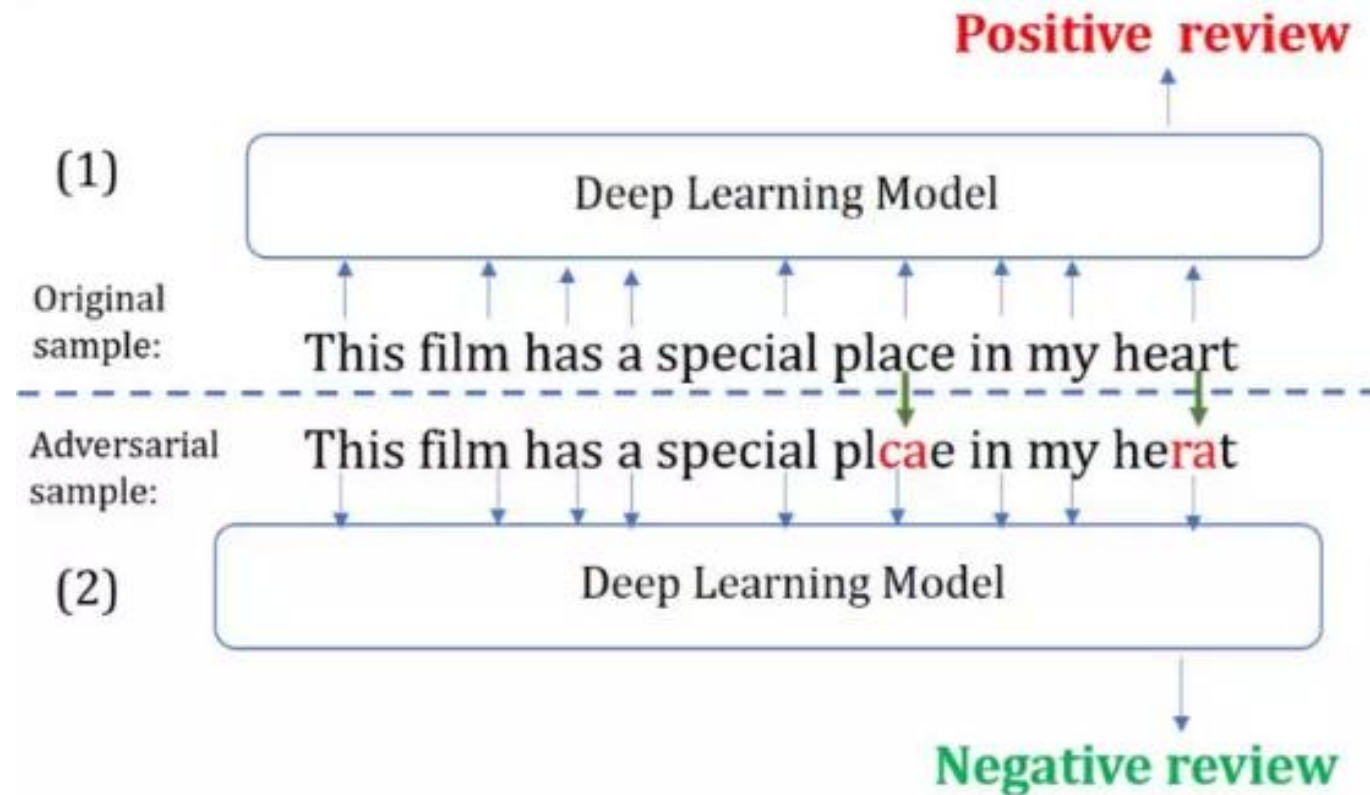 Positive review
(1)
Deep Learning Model
Original
sample:
This film has a special place in my heart
Adversarial
sample:
This film has a special plcae in my herat
(2)
Deep Learning Model
Negative review